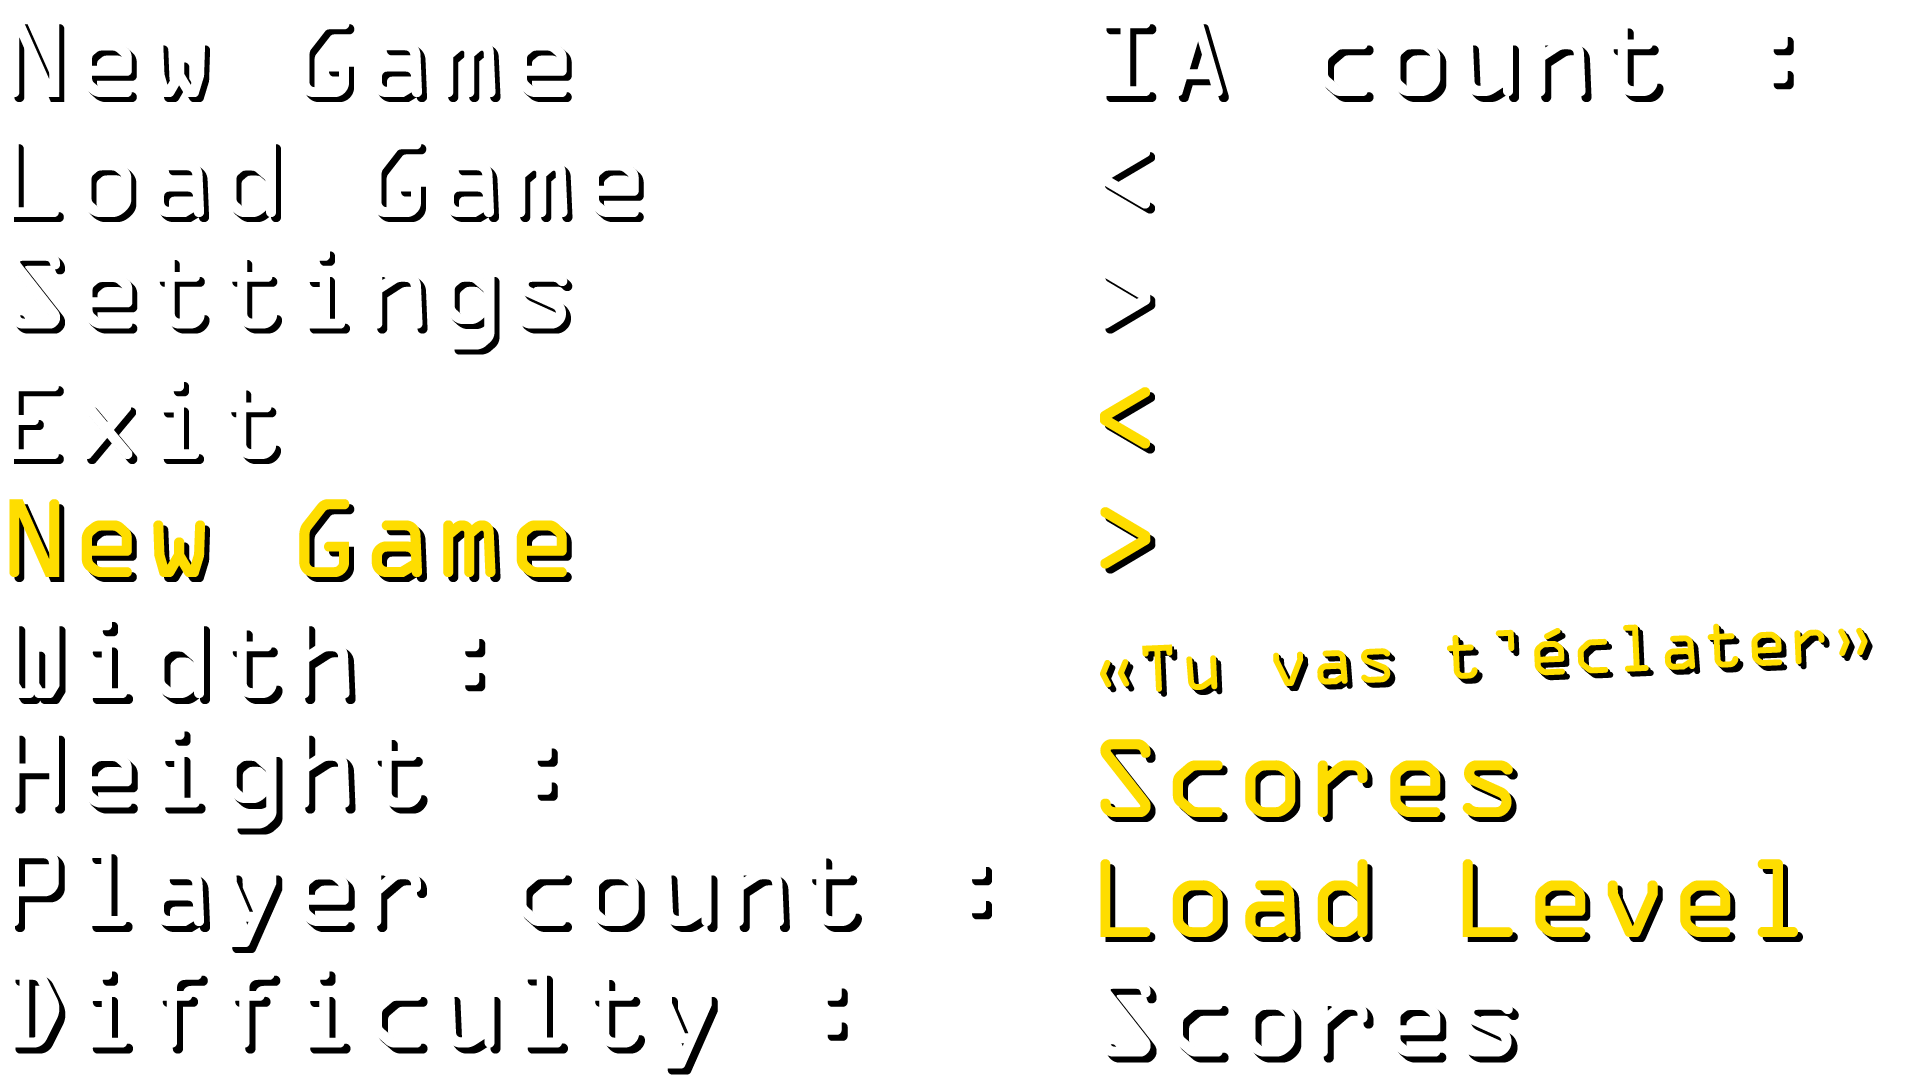 New Game
Load Game
Settings
Exit
New Game
Width :
Height :
Player count :
Difficulty :
IA count :
<
>
<
>
«Tu vas t'éclater»
Scores
Load Level
Scores